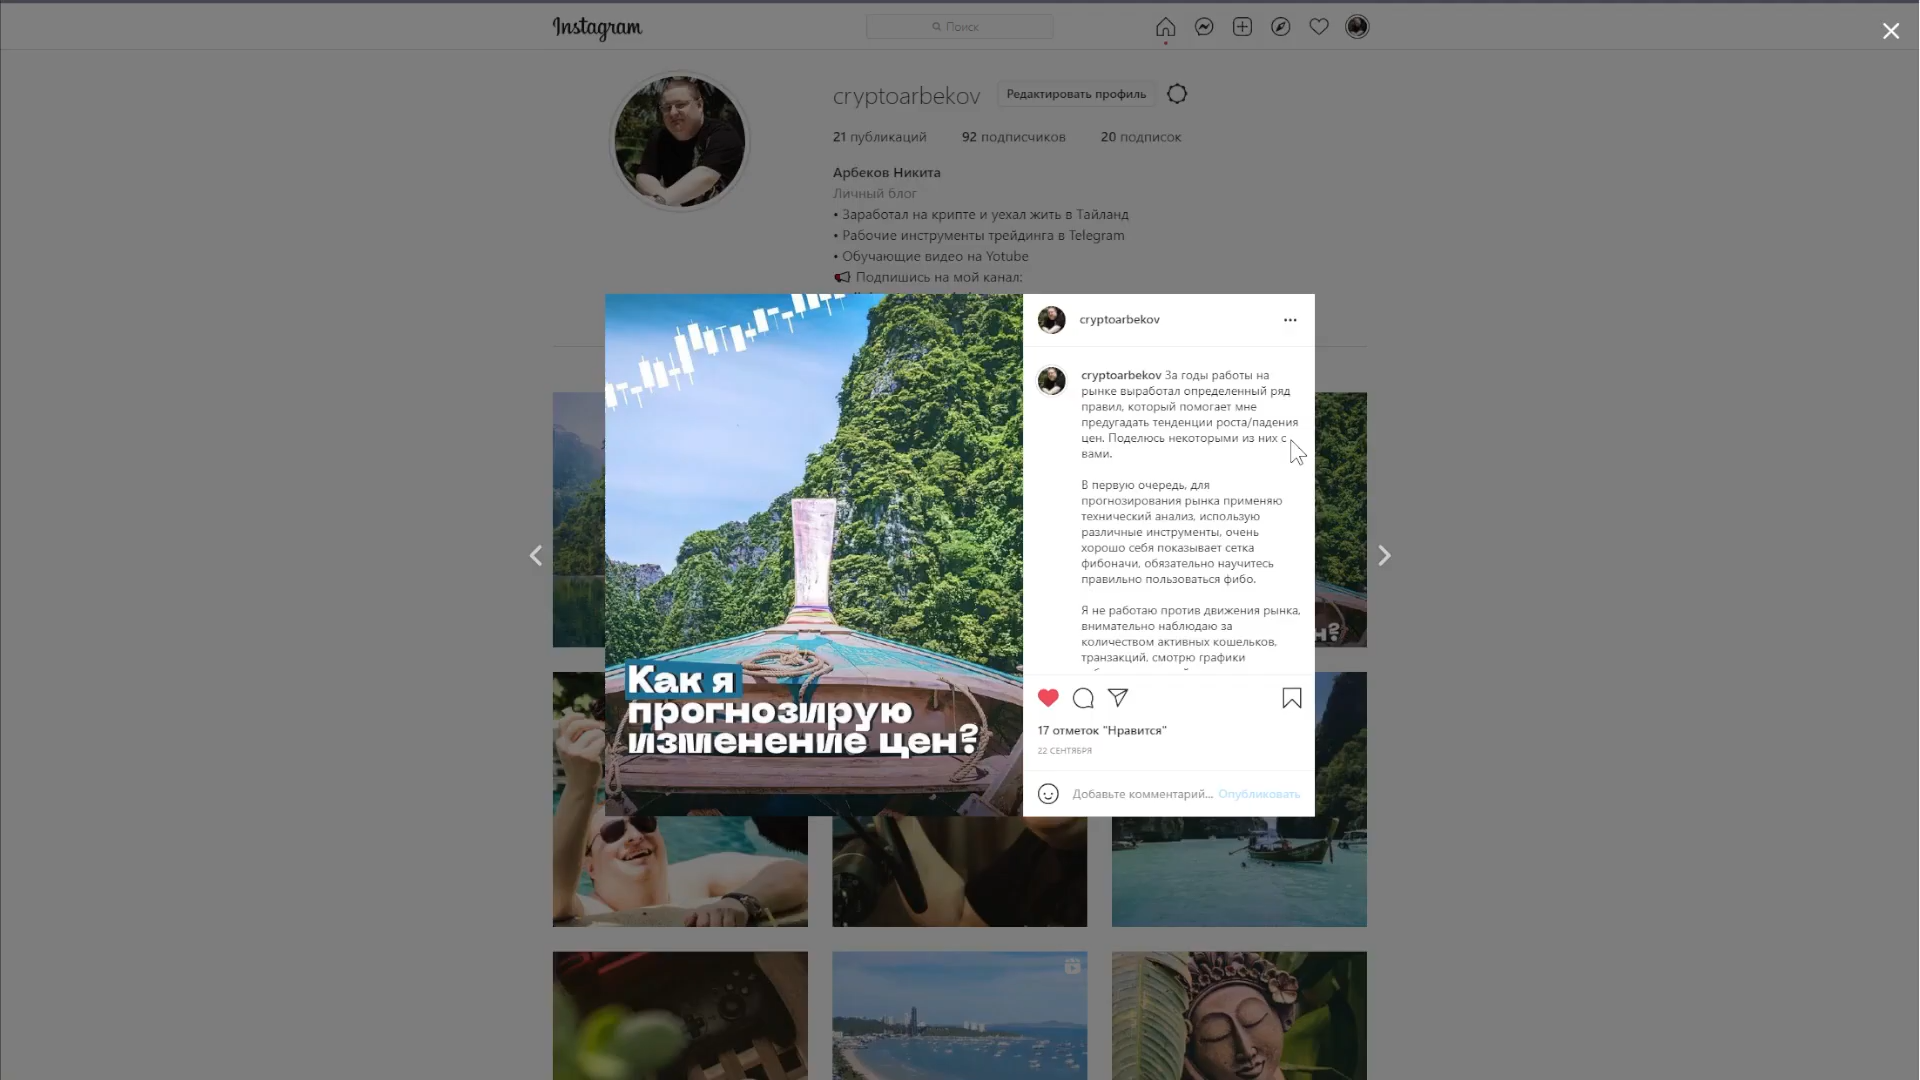 Instagram
Поиск
cryptoarbekov
Редактировать профиль
21 публикаций
92 подписчиков
20 подписок
Арбеков Никита
Личный блог
• Заработал на крипте и уехал жить в Тайланд
• Рабочие инструменты трейдинга в Telegram
• Обучающие видео на Yotube
Подпишись на мой канал:
Как я
прогнозирую
изменение цен?
cryptoarbekov
cryptoarbekov За годы работы на
рынке выработал определенный ряд
правил, который помогает мне
предугадать тенденции роста/падения
цен. Поделюсь некоторыми из них с
вами.
В первую очередь, для
прогнозирования рынка применяю
технический анализ, использую
различные инструменты, очень
хорошо себя показывает сетка
фибоначи, обязательно научитесь
правильно пользоваться фибо.
Я не работаю против движения рынка,
внимательно наблюдаю за
количеством активных кошельков,
транзакций, смотрю графики
17 отметок "Нравится"
22 СЕНТЯБРЯ
Добавьте комментарий...
Опубликовать